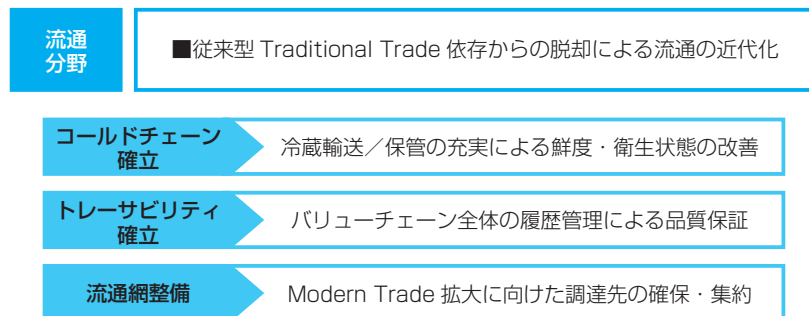 流通
分野
■従来型 Traditional Trade 依存からの脱却による流通の近代化
コールドチェーン
確立
冷蔵輸送／保管の充実による鮮度・衛生状態の改善
トレーサビリティ
確立
バリューチェーン全体の履歴管理による品質保証
流通網整備
Modern Trade 拡大に向けた調達先の確保・集約